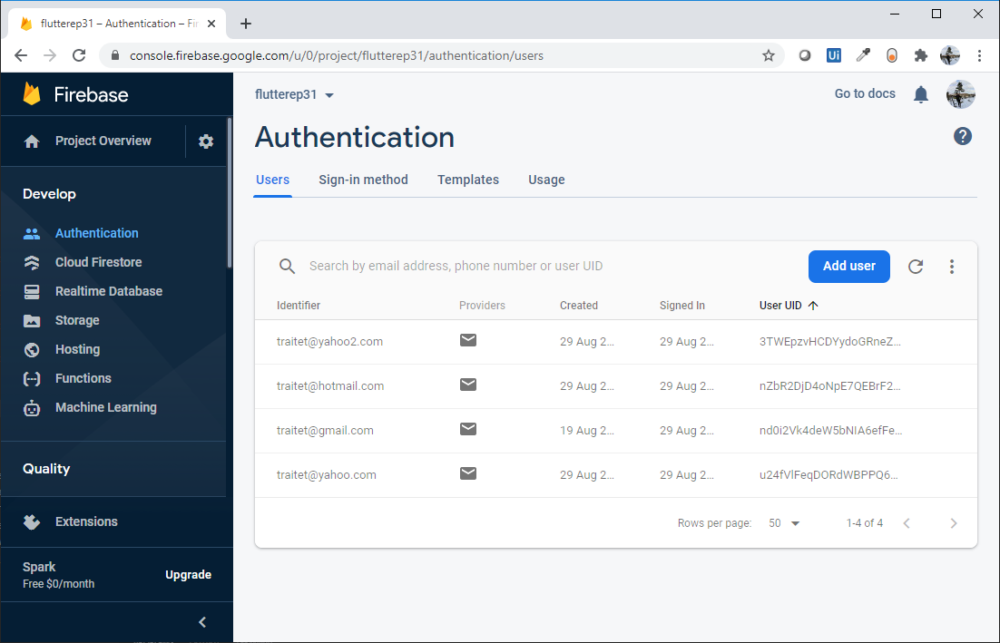 flutterep31 – Authentication – Fir
console.firebase.google.com/u/0/project/flutterep31/authentication/users
Ui
Firebase
Project Overview
Develop
Authentication
Cloud Firestore
Realtime Database
Storage
Hosting
Functions
Machine Learning
Quality
Extensions
Spark
Free $0/month
Upgrade
flutterep31
Go to docs
Authentication
Users Sign-in method Templates Usage
Search by email address, phone number or user UID
Add user
Identifier Providers Created Signed In User UID
traitet@yahoo2.com 29 Aug 2... 29 Aug 2... 3TWEpzvHCDYydoGRneZ...
traitet@hotmail.com 29 Aug 2... 29 Aug 2... nZbR2DjD4oNpE7QEBrF2...
traitet@gmail.com 19 Aug 2... 29 Aug 2... nd0i2Vk4deW5bNIA6efFe...
traitet@yahoo.com 29 Aug 2... 29 Aug 2... u24fVlFeqDORdWBPPQ6...
Rows per page: 50 1-4 of 4